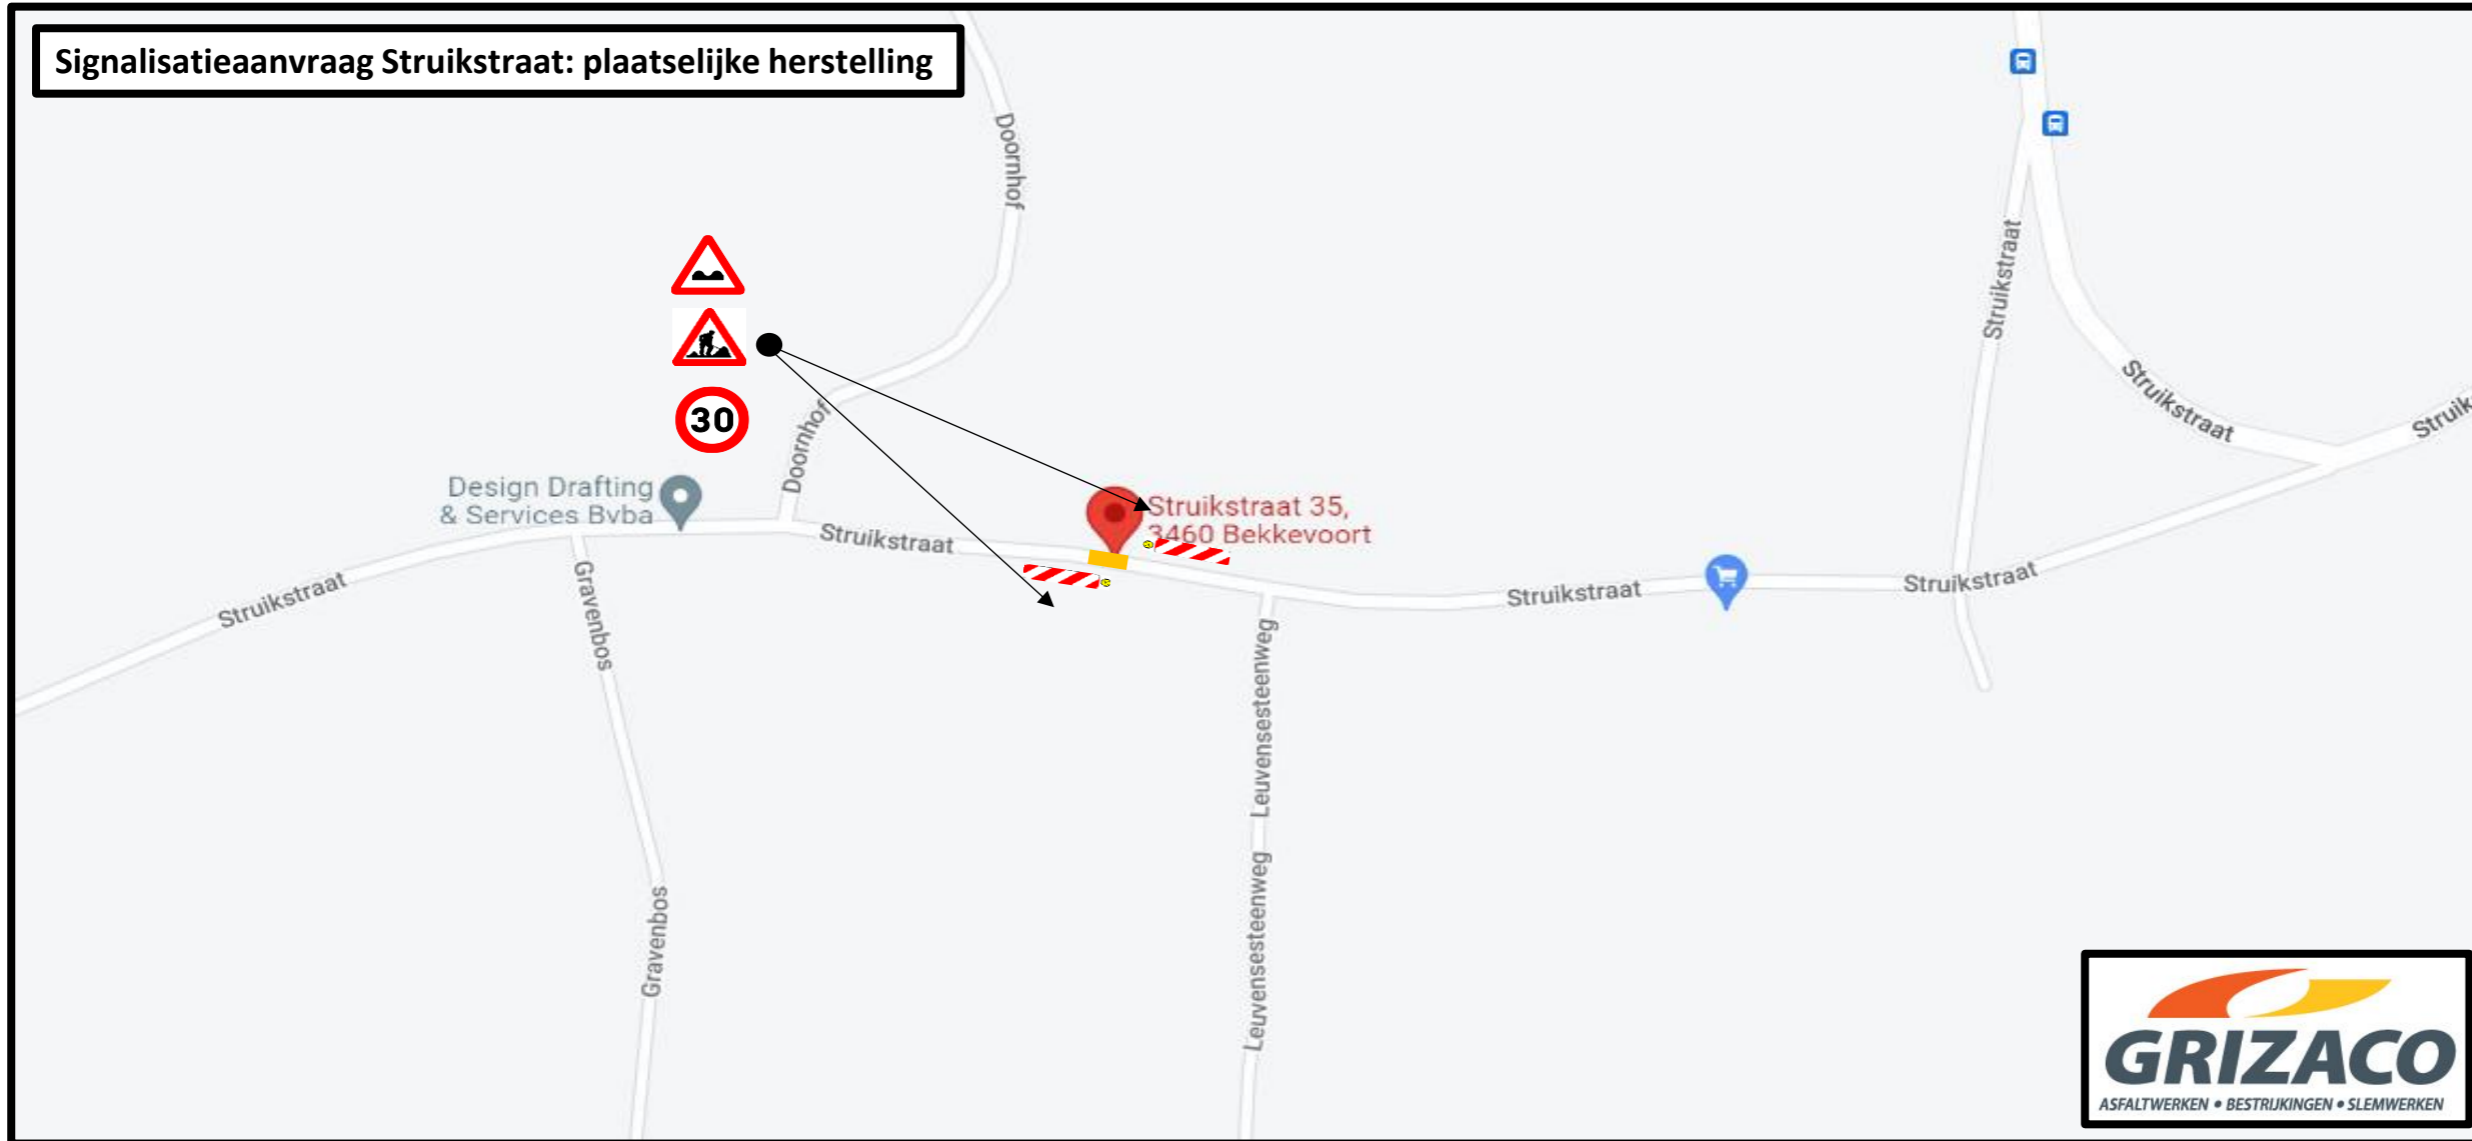 Signalisatieaanvraag Struikstraat: plaatselijke herstelling
Doornhof
Struikstraat
Struikstraat
Struik
30
Doornhof
Design Drafting
& Services Bvba
Struikstraat 35,
3460 Bekkevoort
Struikstraat
Struikstraat
Struikstraat
Struikstraat
Gravenbos
Leuvensesteenweg
Gravenbos
Leuvensesteenweg
GRIZACO
ASFALTWERKEN • BESTRIJKINGEN • SLEMWERKEN